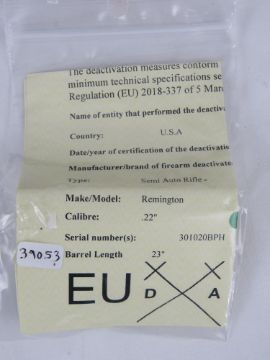 The deactivation measures conform
minimum technical specifications se
Regulation (EU) 2018-337 of 5 Mar
Name of entity that performed the deactiv
Country: U.S.A
Date/year of certification of the deactivati
Manufacturer/brand of firearm deactivate
Type: Semi Auto Rifle -
Make/Model: Remington
Calibre: .22"
Serial number(s): 301020BPH
Barrel Length 23"
39053
EU D A